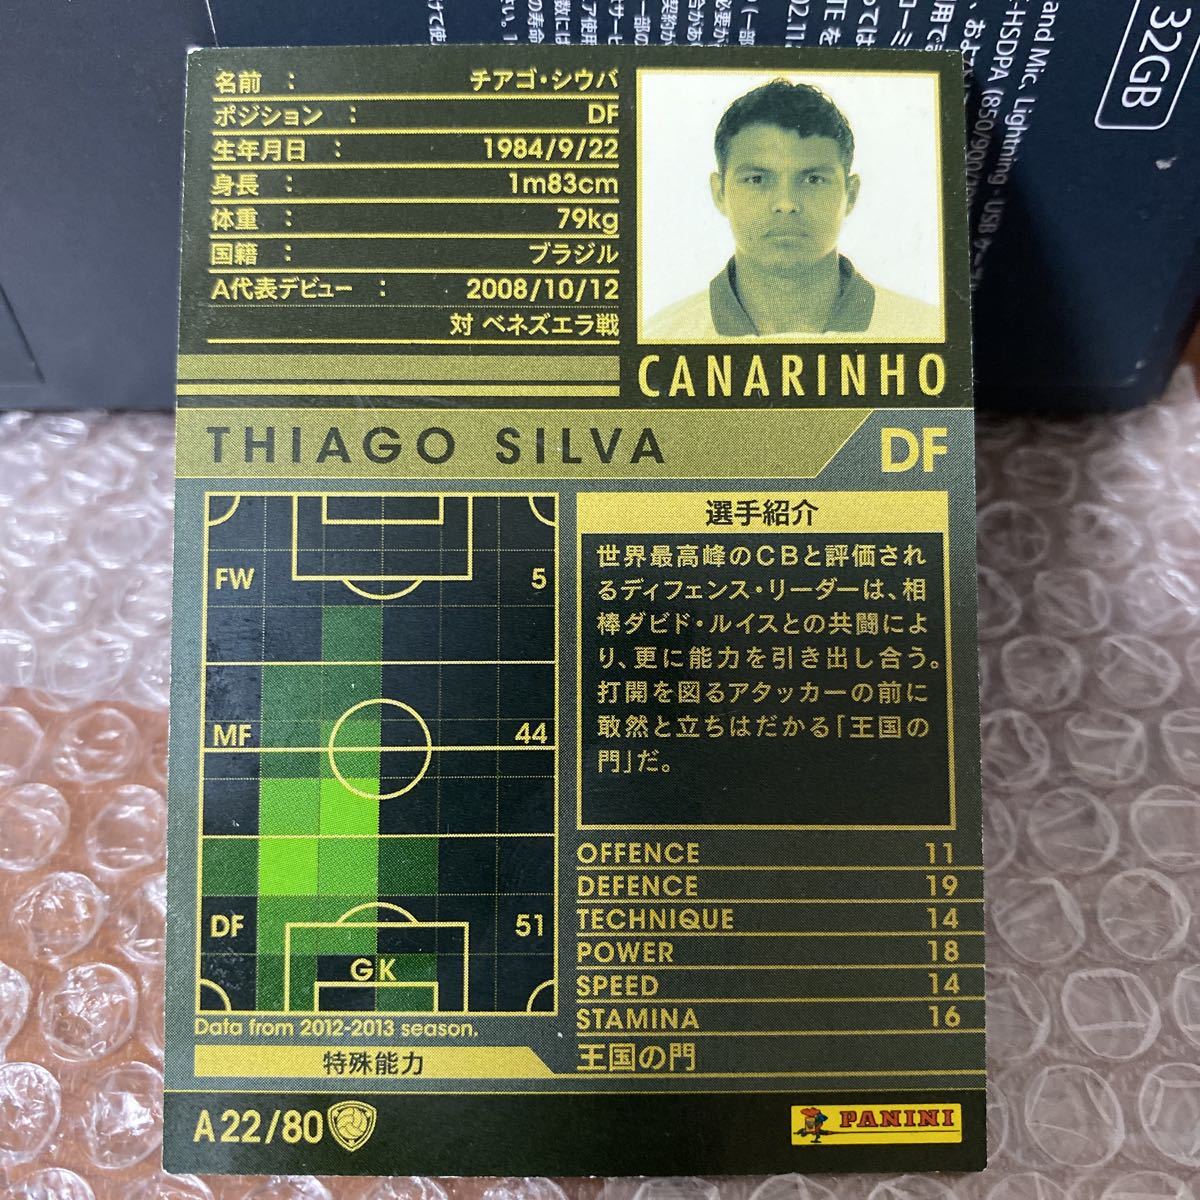 32GB
and Mic, Lightning - USB
-HSDPA (850/900/
名前 : チアゴ・シウバ
ポジション : DF
生年月日 : 1984/9/22
身長 : 1m83cm
体重 : 79kg
国籍 : ブラジル
A代表デビュー : 2008/10/12
対 ベネズエラ戦
CANARINHO
THIAGO SILVA DF
FW 5
MF 44
DF 51
GK
Data from 2012-2013 season.
選手紹介
世界最高峰のCBと評価され
るディフェンス・リーダーは、相
棒ダビド・ルイスとの共闘によ
り、更に能力を引き出し合う。
打開を図るアタッカーの前に
敢然と立ちはだかる「王国の
門」だ。
OFFENCE 11
DEFENCE 19
TECHNIQUE 14
POWER 18
SPEED 14
STAMINA 16
特殊能力 王国の門
A22/80
PANINI